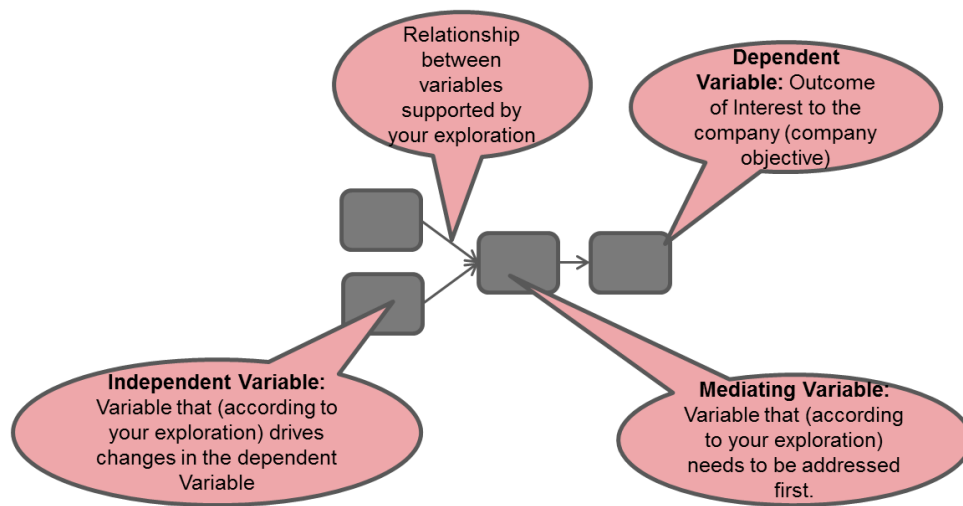 Relationship
between
variables
supported by
your exploration
Dependent
Variable: Outcome
of Interest to the
company (company
objective)
Independent Variable:
Variable that (according to
your exploration) drives
changes in the dependent
Variable
Mediating Variable:
Variable that (according
to your exploration)
needs to be addressed
first.